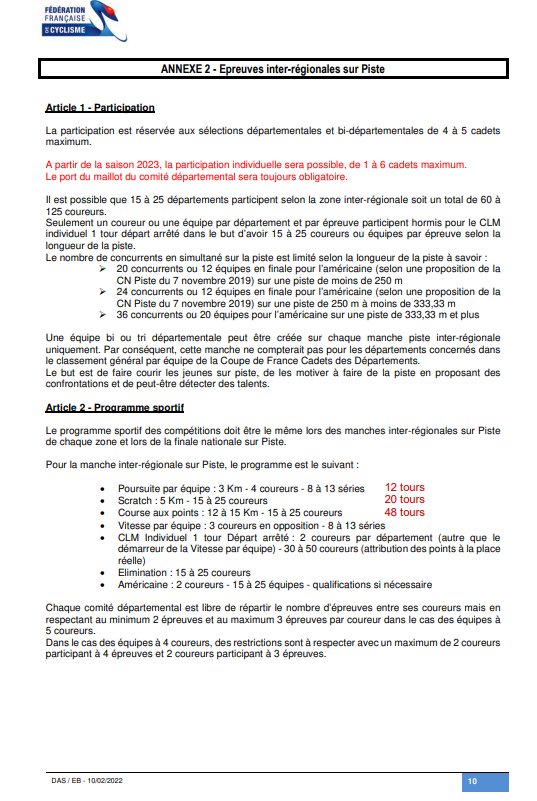 FÉDÉRATION
FRANÇAISE
DE CYCLISME
ANNEXE 2 - Epreuves inter-régionales sur Piste
Article 1 - Participation
La participation est réservée aux sélections départementales et bi-départementales de 4 à 5 cadets
maximum.
A partir de la saison 2023, la participation individuelle sera possible, de 1 à 6 cadets maximum.
Le port du maillot du comité départemental sera toujours obligatoire.
Il est possible que 15 à 25 départements participent selon la zone inter-régionale soit un total de 60 à
125 coureurs.
Seulement un coureur ou une équipe par département et par épreuve participent hormis pour le CLM
individuel 1 tour départ arrêté dans le but d'avoir 15 à 25 coureurs ou équipes par épreuve selon la
longueur de la piste.
Le nombre de concurrents en simultané sur la piste est limité selon la longueur de la piste à savoir :
➢ 20 concurrents ou 12 équipes en finale pour l'américaine (selon une proposition de la
CN Piste du 7 novembre 2019) sur une piste de moins de 250 m
➢ 24 concurrents ou 12 équipes en finale pour l'américaine (selon une proposition de la
CN Piste du 7 novembre 2019) sur une piste de 250 m à moins de 333,33 m
➢ 36 concurrents ou 20 équipes pour l'américaine sur une piste de 333,33 m et plus
Une équipe bi ou tri départementale peut être créée sur chaque manche piste inter-régionale
uniquement. Par conséquent, cette manche ne compterait pas pour les départements concernés dans
le classement général par équipe de la Coupe de France Cadets des Départements.
Le but est de faire courir les jeunes sur piste, de les motiver à faire de la piste en proposant des
confrontations et de peut-être détecter des talents.
Article 2 - Programme sportif
Le programme sportif des compétitions doit être le même lors des manches inter-régionales sur Piste
de chaque zone et lors de la finale nationale sur Piste.
Pour la manche inter-régionale sur Piste, le programme est le suivant :
• Poursuite par équipe : 3 Km - 4 coureurs - 8 à 13 séries 12 tours
• Scratch : 5 Km - 15 à 25 coureurs 20 tours
• Course aux points : 12 à 15 Km - 15 à 25 coureurs 48 tours
• Vitesse par équipe : 3 coureurs en opposition - 8 à 13 séries
• CLM Individuel 1 tour Départ arrêté : 2 coureurs par département (autre que le
démarreur de la Vitesse par équipe) - 30 à 50 coureurs (attribution des points à la place
réelle)
• Elimination : 15 à 25 coureurs
• Américaine : 2 coureurs - 15 à 25 équipes - qualifications si nécessaire
Chaque comité départemental est libre de répartir le nombre d'épreuves entre ses coureurs mais en
respectant au minimum 2 épreuves et au maximum 3 épreuves par coureur dans le cas des équipes à
5 coureurs.
Dans le cas des équipes à 4 coureurs, des restrictions sont à respecter avec un maximum de 2 coureurs
participant à 4 épreuves et 2 coureurs participant à 3 épreuves.
DAS / EB - 10/02/2022
10